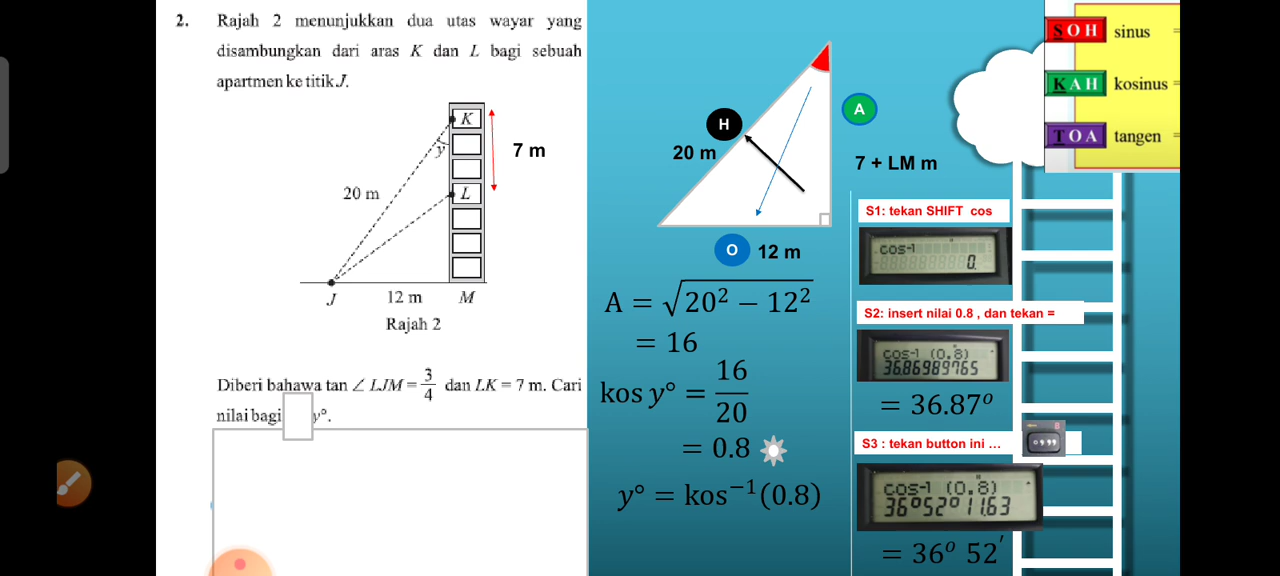 2. Rajah 2 menunjukkan dua utas wayar yang
disambungkan dari aras K dan L bagi sebuah
apartmen ke titik J.
K
y
7 m
20 m
L
J
12 m
M
Rajah 2
Diberi bahawa tan ∠ LJM = 3/4 dan LK = 7 m. Cari
nilai bagi y°.
H
A
20 m
7 + LM m
O
12 m
A = √(20² − 12²)
= 16
kos y° = 16/20
= 0.8
y° = kos⁻¹(0.8)
SOH sinus =
KAH kosinus =
TOA tangen =
S1: tekan SHIFT cos
cos-1
0.
S2: insert nilai 0.8 , dan tekan =
cos-1 (0.8)
36.86989765
= 36.87°
S3 : tekan button ini ...
B
° , ,,
cos-1 (0.8)
36°52°11.63
= 36° 52′